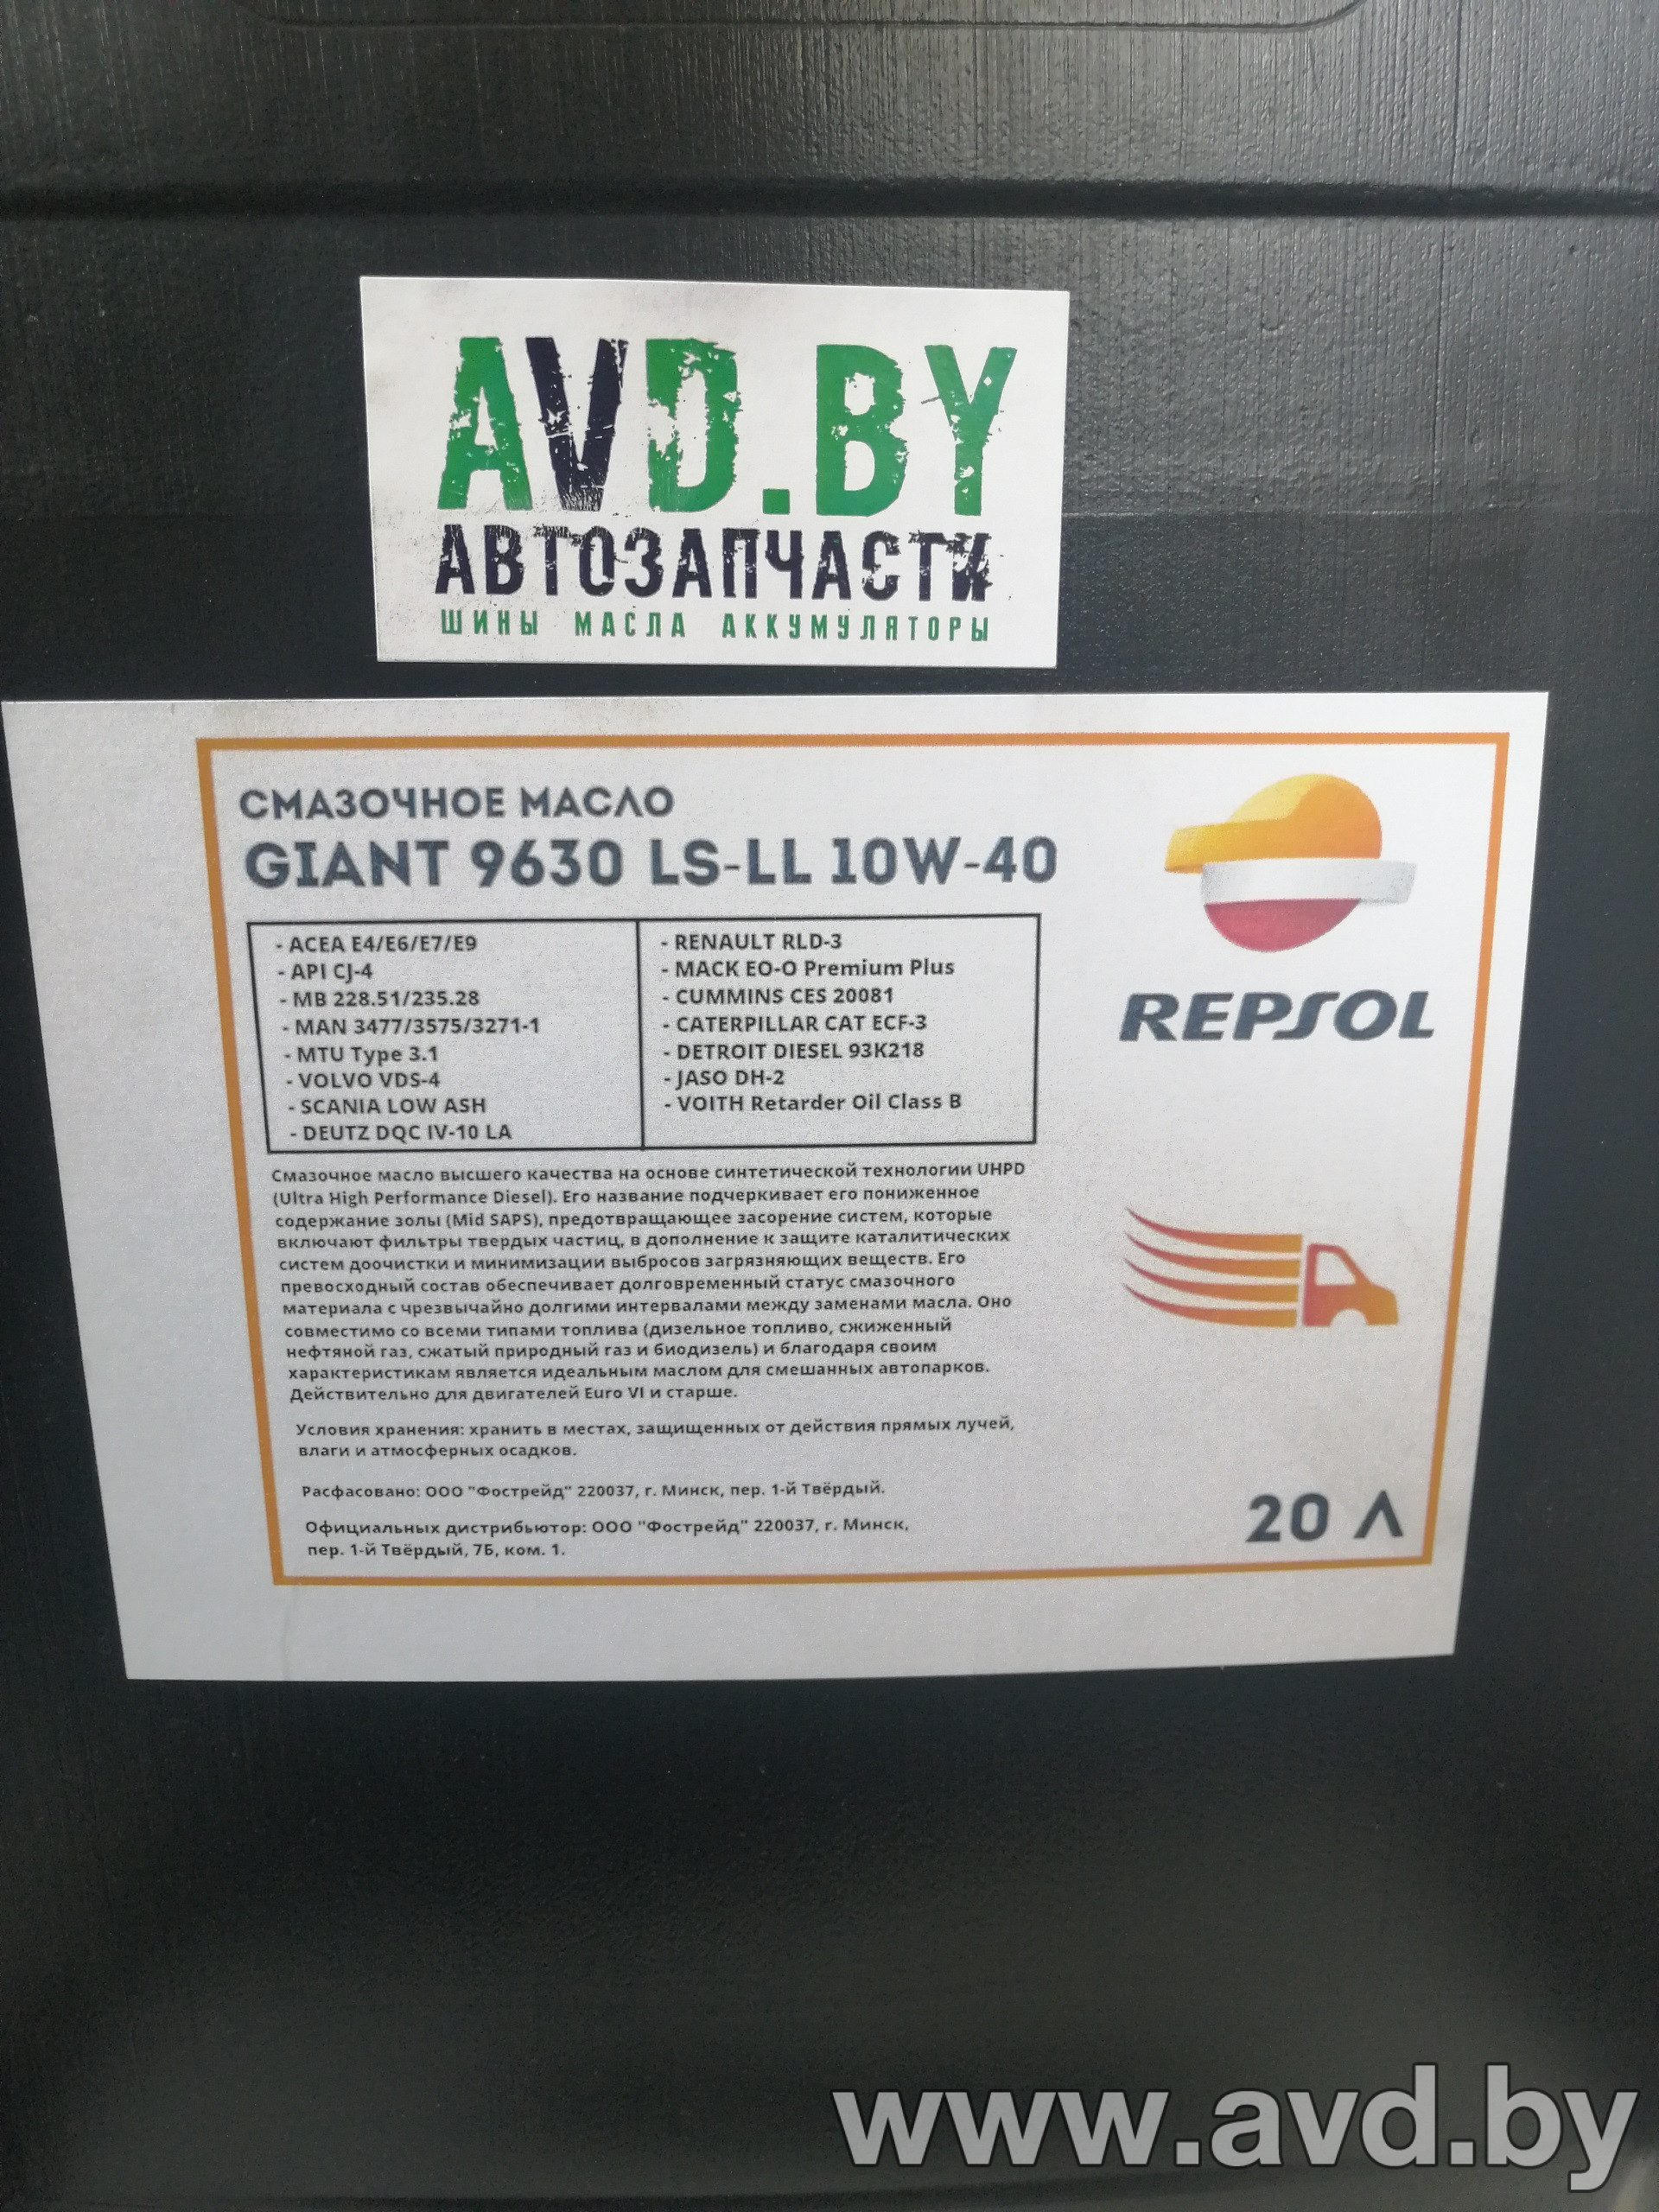 AVD.BY
АВТОЗАПЧАСТИ
ШИНЫ МАСЛА АККУМУЛЯТОРЫ
СМАЗОЧНОЕ МАСЛО
GIANT 9630 LS-LL 10W-40
- ACEA E4/E6/E7/E9
- API CJ-4
- MB 228.51/235.28
- MAN 3477/3575/3271-1
- MTU Type 3.1
- VOLVO VDS-4
- SCANIA LOW ASH
- DEUTZ DQC IV-10 LA
- RENAULT RLD-3
- MACK EO-O Premium Plus
- CUMMINS CES 20081
- CATERPILLAR CAT ECF-3
- DETROIT DIESEL 93K218
- JASO DH-2
- VOITH Retarder Oil Class B
REPSOL
Смазочное масло высшего качества на основе синтетической технологии UHPD
(Ultra High Performance Diesel). Его название подчеркивает его пониженное
содержание золы (Mid SAPS), предотвращающее засорение систем, которые
включают фильтры твердых частиц, в дополнение к защите каталитических
систем доочистки и минимизации выбросов загрязняющих веществ. Его
превосходный состав обеспечивает долговременный статус смазочного
материала с чрезвычайно долгими интервалами между заменами масла. Оно
совместимо со всеми типами топлива (дизельное топливо, сжиженный
нефтяной газ, сжатый природный газ и биодизель) и благодаря своим
характеристикам является идеальным маслом для смешанных автопарков.
Действительно для двигателей Euro VI и старше.
Условия хранения: хранить в местах, защищенных от действия прямых лучей,
влаги и атмосферных осадков.
Расфасовано: ООО "Фострейд" 220037, г. Минск, пер. 1-й Твёрдый.
Официальных дистрибьютор: ООО "Фострейд" 220037, г. Минск,
пер. 1-й Твёрдый, 7Б, ком. 1.
20 Л
www.avd.by